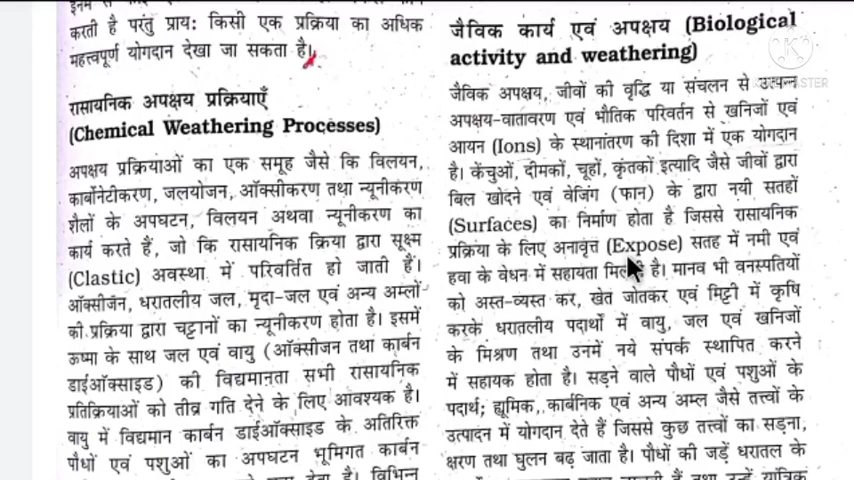 करती है परंतु प्राय: किसी एक प्रक्रिया का अधिक
महत्त्वपूर्ण योगदान देखा जा सकता है।
रासायनिक अपक्षय प्रक्रियाएँ
(Chemical Weathering Processes)
अपक्षय प्रक्रियाओं का एक समूह जैसे कि विलयन,
कार्बोनेटीकरण, जलयोजन, ऑक्सीकरण तथा न्यूनीकरण
शैलों के अपघटन, विलयन अथवा न्यूनीकरण का
कार्य करते हैं, जो कि रासायनिक क्रिया द्वारा सूक्ष्म
(Clastic) अवस्था में परिवर्तित हो जाती हैं।
ऑक्सीजन, धरातलीय जल, मृदा-जल एवं अन्य अम्लों
की प्रक्रिया द्वारा चट्टानों का न्यूनीकरण होता है। इसमें
ऊष्मा के साथ जल एवं वायु (ऑक्सीजन तथा कार्बन
डाईऑक्साइड) की विद्यमानता सभी रासायनिक
प्रतिक्रियाओं को तीव्र गति देने के लिए आवश्यक है।
वायु में विद्यमान कार्बन डाईऑक्साइड के अतिरिक्त
पौधों एवं पशुओं का अपघटन भूमिगत कार्बन
है। विभिन्न
जैविक कार्य एवं अपक्षय (Biological
activity and weathering)
जैविक अपक्षय, जीवों की वृद्धि या संचलन से उत्पन्न
अपक्षय-वातावरण एवं भौतिक परिवर्तन से खनिजों एवं
आयन (Ions) के स्थानांतरण की दिशा में एक योगदान
है। केंचुओं, दीमकों, चूहों, कृंतकों इत्यादि जैसे जीवों द्वारा
बिल खोदने एवं वेजिंग (फान) के द्वारा नयी सतहों
(Surfaces) का निर्माण होता है जिससे रासायनिक
प्रक्रिया के लिए अनावृत्त (Expose) सतह में नमी एवं
हवा के वेधन में सहायता है। मानव भी वनस्पतियों
को अस्त-व्यस्त कर, खेत जोतकर एवं मिट्टी में कृषि
करके धरातलीय पदार्थों में वायु, जल एवं खनिजों
के मिश्रण तथा उनमें नये संपर्क स्थापित करने
में सहायक होता है। सड़ने वाले पौधों एवं पशुओं के
पदार्थ; ह्यूमिक, कार्बनिक एवं अन्य अम्ल जैसे तत्त्वों के
उत्पादन में योगदान देते हैं जिससे कुछ तत्त्वों का सड़ना,
क्षरण तथा घुलन बढ़ जाता है। पौधों की जड़ें धरातल के